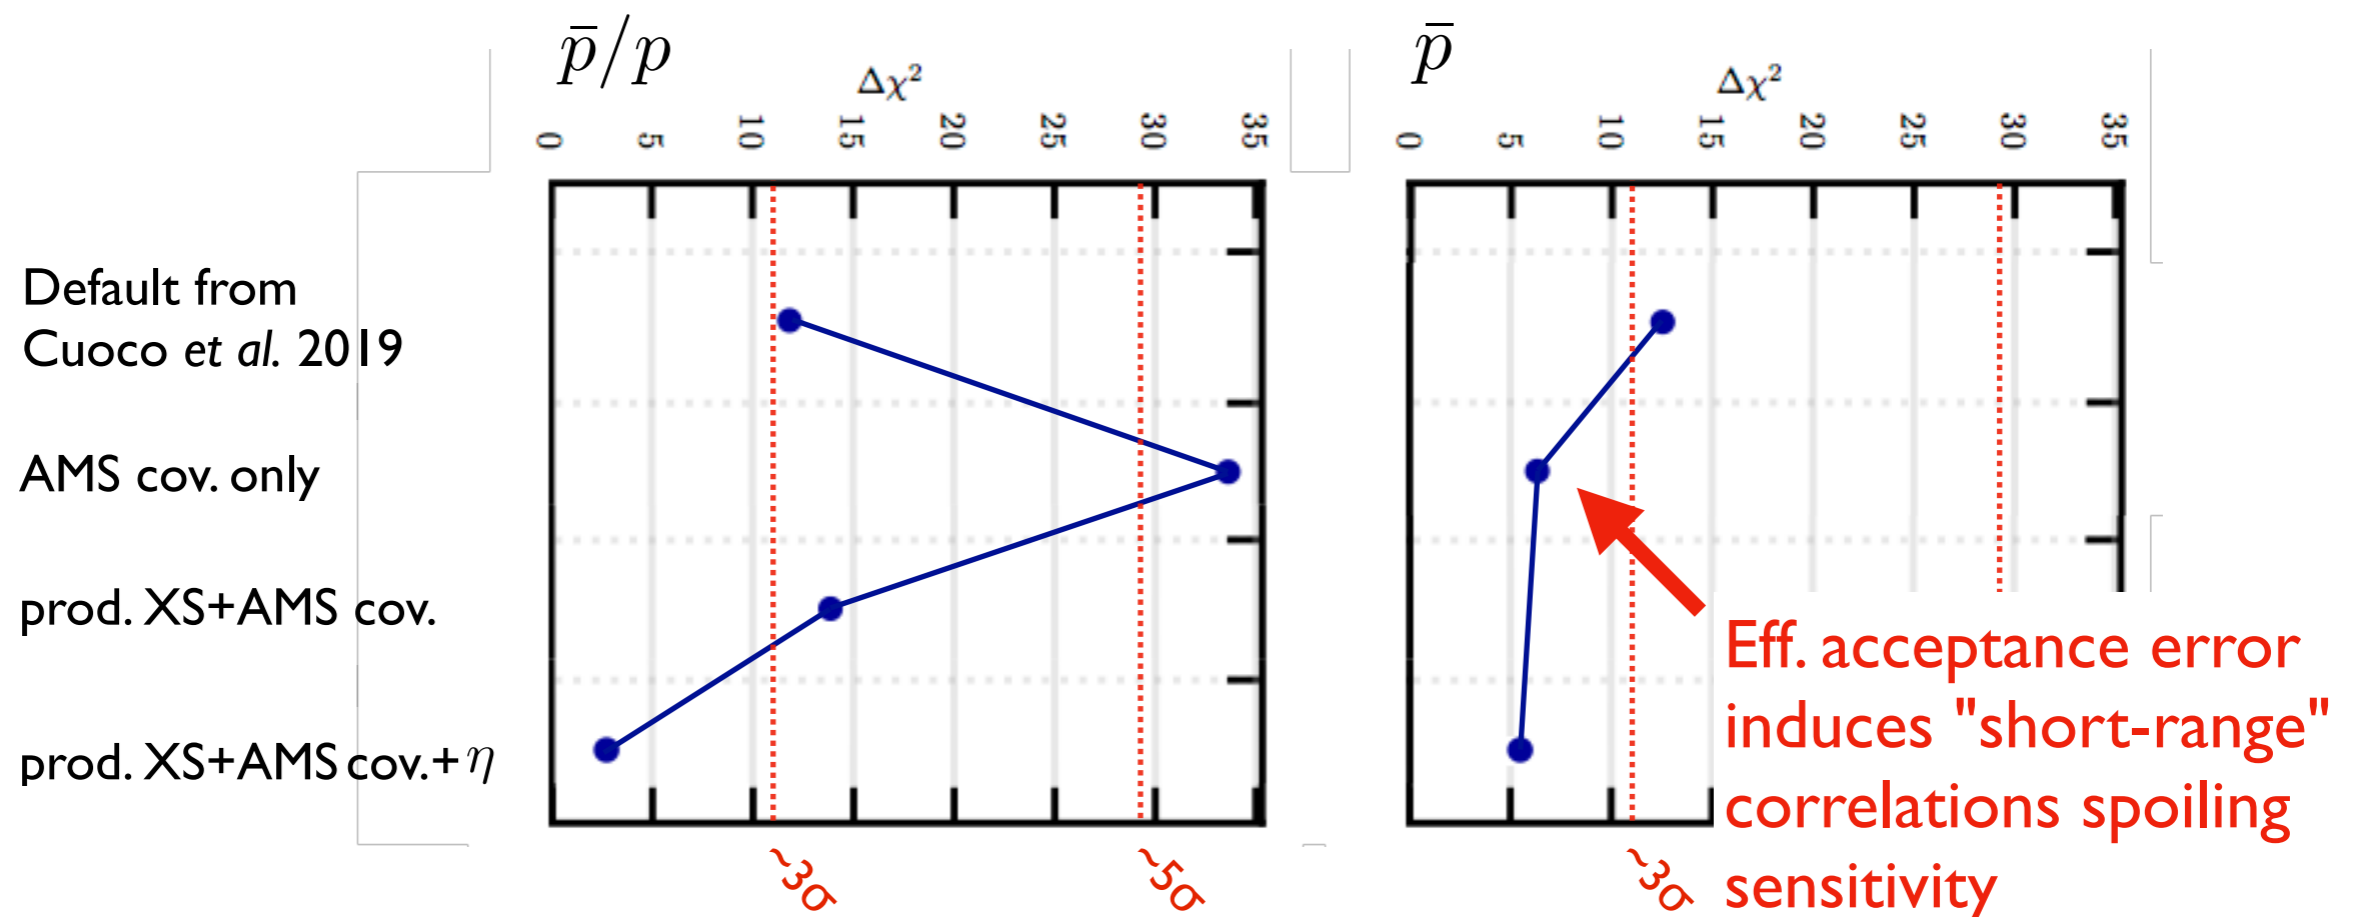 p̄/p
Δχ²
0 5 10 15 20 25 30 35
p̄
Δχ²
0 5 10 15 20 25 30 35
Default from
Cuoco et al. 2019
AMS cov. only
prod. XS+AMS cov.
prod. XS+AMS cov.+η
~3σ
~5σ
~3σ
Eff. acceptance error
induces "short-range"
correlations spoiling
sensitivity